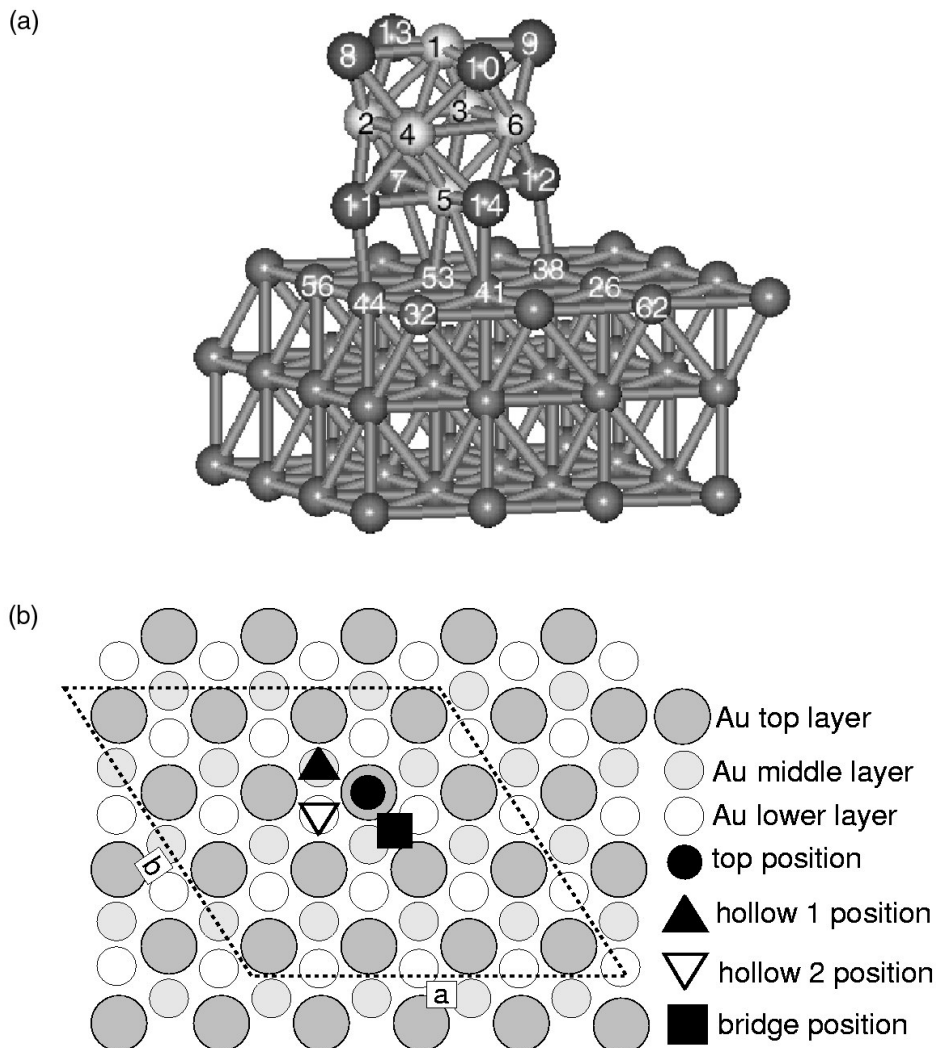 (a)
13
1
8
10
9
3
2
4
6
7
12
11
5
14
53
38
56
41
26
44
32
62
(b)
Au top layer
Au middle layer
Au lower layer
top position
b
hollow 1 position
hollow 2 position
a
bridge position